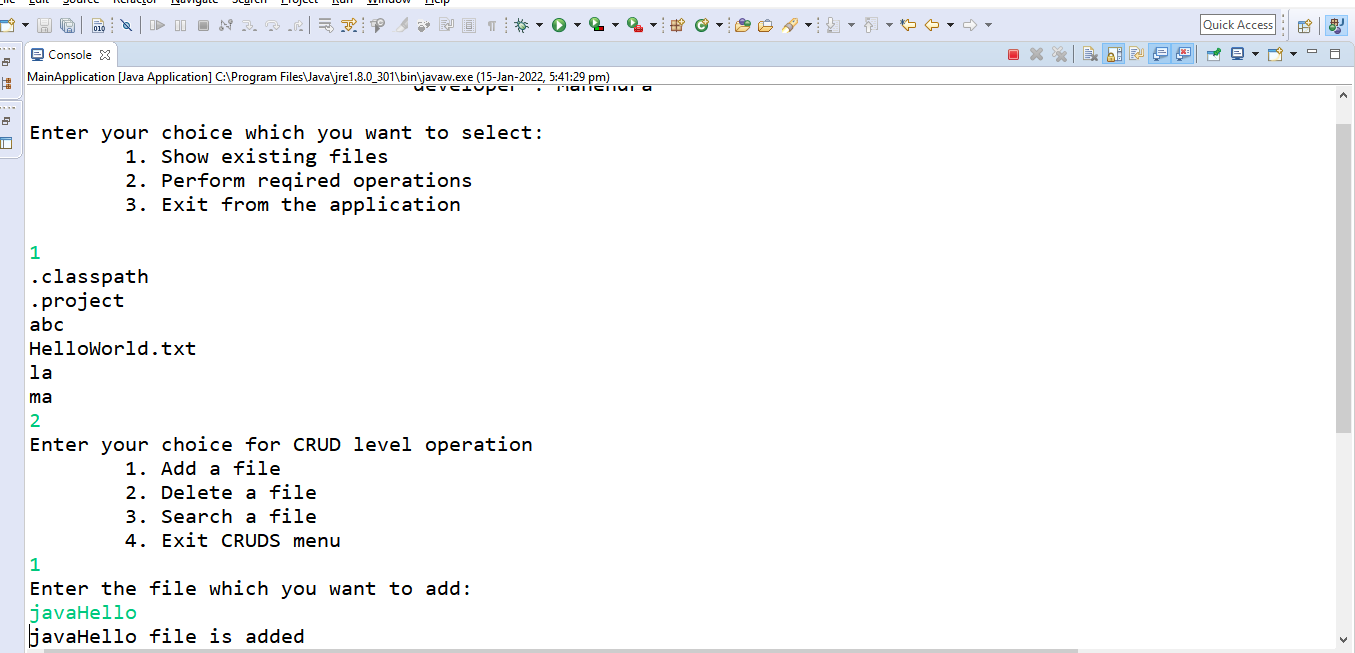 Edit Source Refactor Navigate Search Project Run Window Help
Quick Access
Console
MainApplication [Java Application] C:\Program Files\Java\jre1.8.0_301\bin\javaw.exe (15-Jan-2022, 5:41:29 pm)
developer : Mahendra
Enter your choice which you want to select:
1. Show existing files
2. Perform reqired operations
3. Exit from the application
1
.classpath
.project
abc
HelloWorld.txt
la
ma
2
Enter your choice for CRUD level operation
1. Add a file
2. Delete a file
3. Search a file
4. Exit CRUDS menu
1
Enter the file which you want to add:
javaHello
javaHello file is added